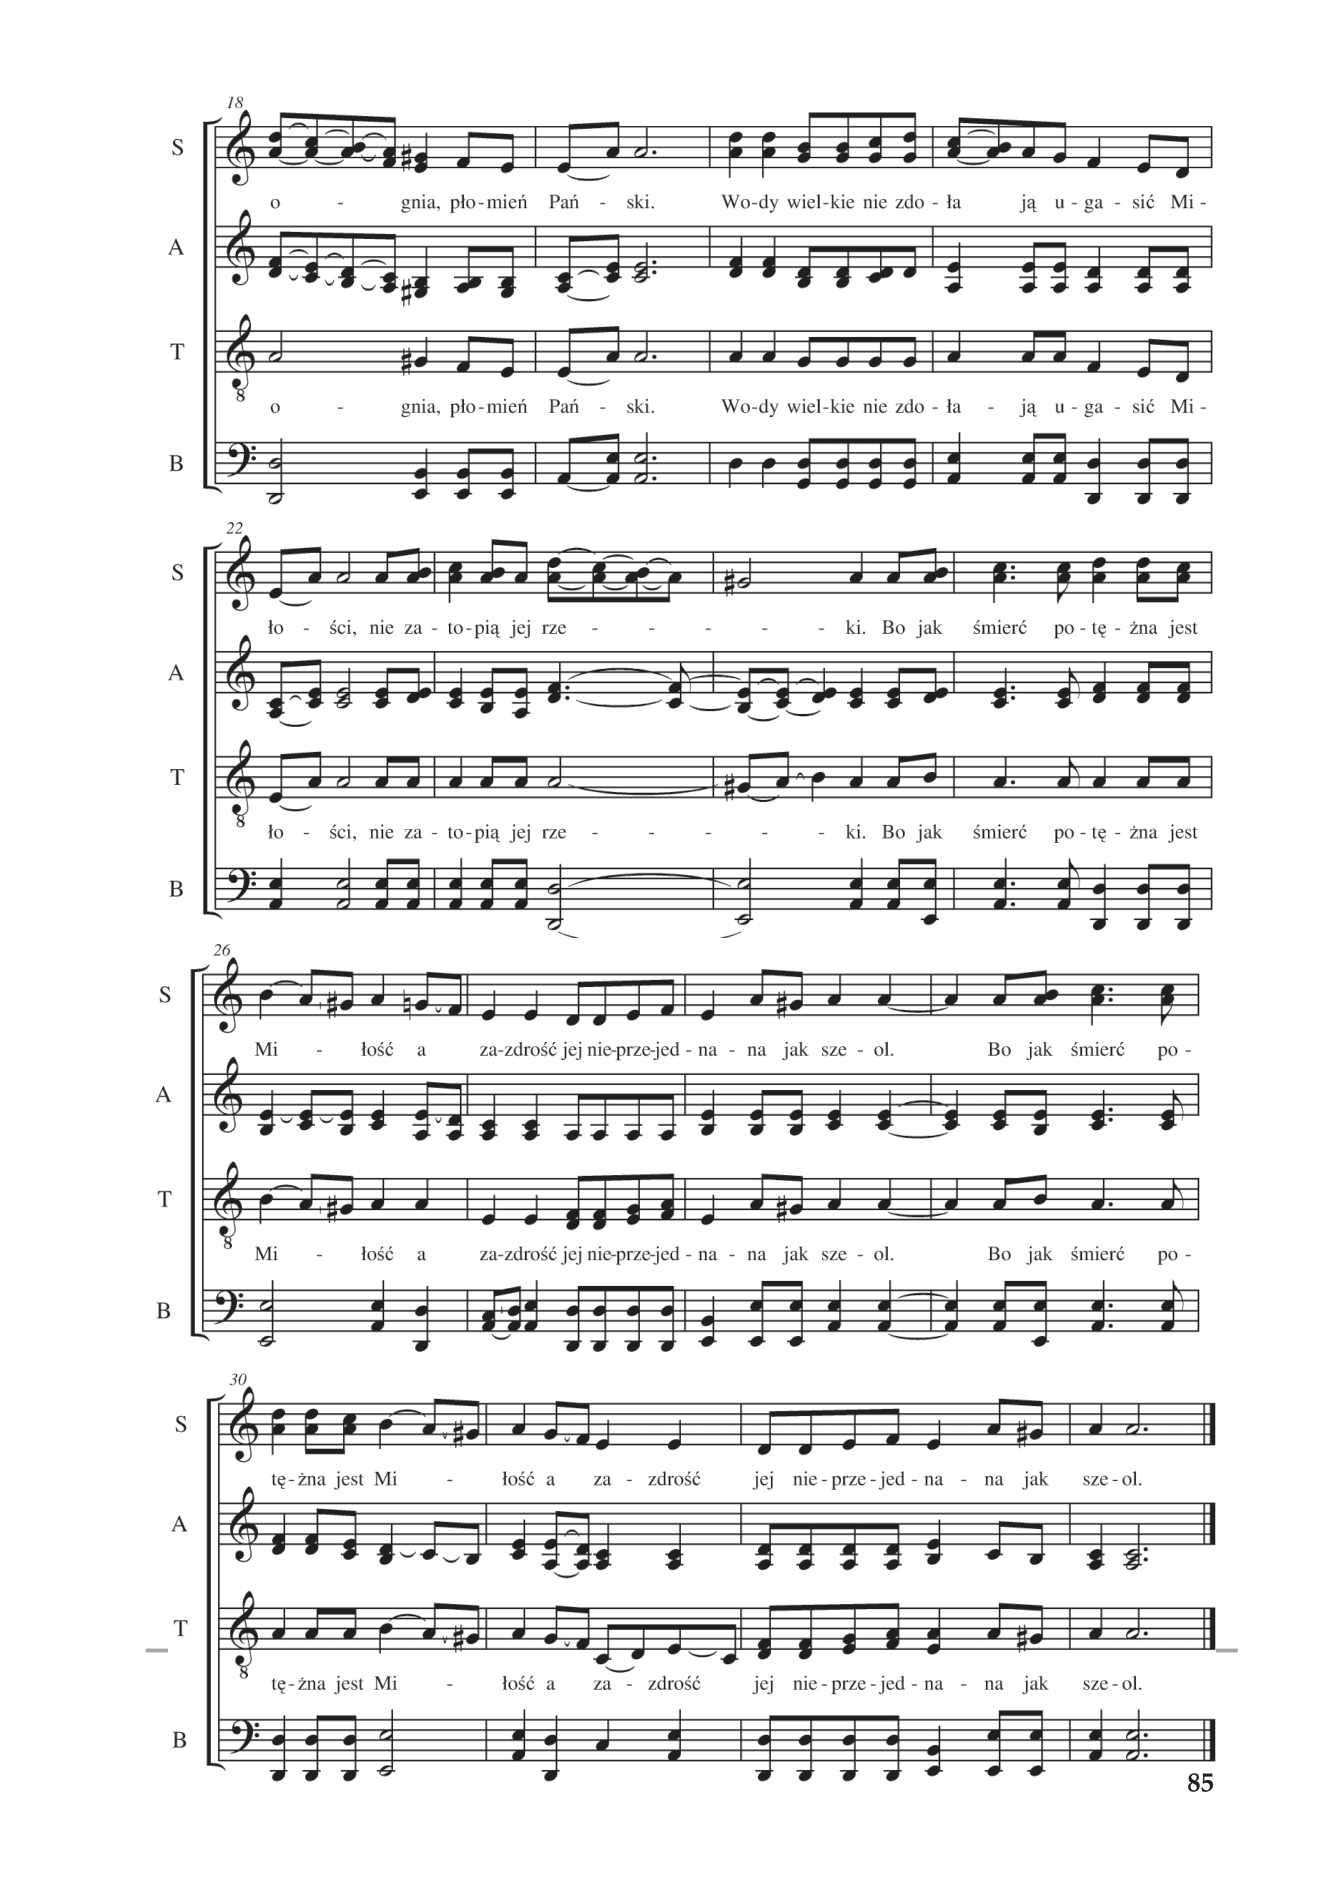 18
S
o - gnia, pło-mień Pań - ski. Wo-dy wiel-kie nie zdo-ła ją u-ga-sić Mi-
A
T
o - gnia, pło-mień Pań - ski. Wo-dy wiel-kie nie zdo-ła - ją u-ga-sić Mi-
B
22
S
ło - ści, nie za-to-pią jej rze - - - - ki. Bo jak śmierć po-tę-żna jest
A
T
ło - ści, nie za-to-pią jej rze - - - - ki. Bo jak śmierć po-tę-żna jest
B
26
S
Mi - łość a za-zdrość jej nie-prze-jed-na-na jak sze-ol. Bo jak śmierć po-
A
T
Mi - łość a za-zdrość jej nie-prze-jed-na-na jak sze-ol. Bo jak śmierć po-
B
30
S
tę-żna jest Mi - łość a za - zdrość jej nie-prze-jed-na-na jak sze-ol.
A
T
tę-żna jest Mi - łość a za - zdrość jej nie-prze-jed-na-na jak sze-ol.
B
85